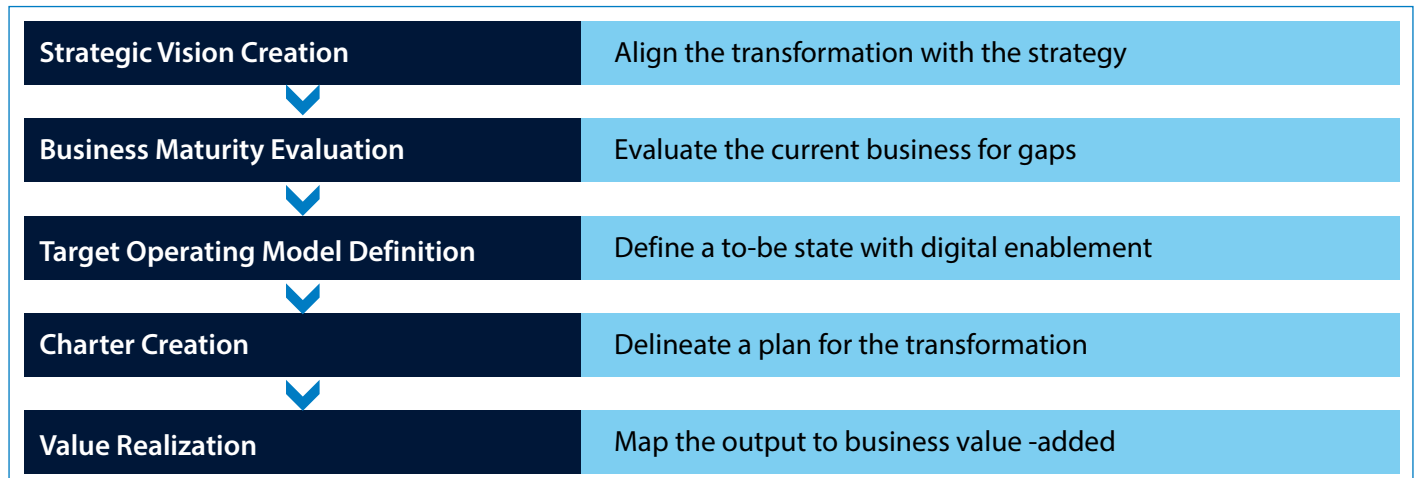 Strategic Vision Creation
Align the transformation with the strategy
Business Maturity Evaluation
Evaluate the current business for gaps
Target Operating Model Definition
Define a to-be state with digital enablement
Charter Creation
Delineate a plan for the transformation
Value Realization
Map the output to business value -added